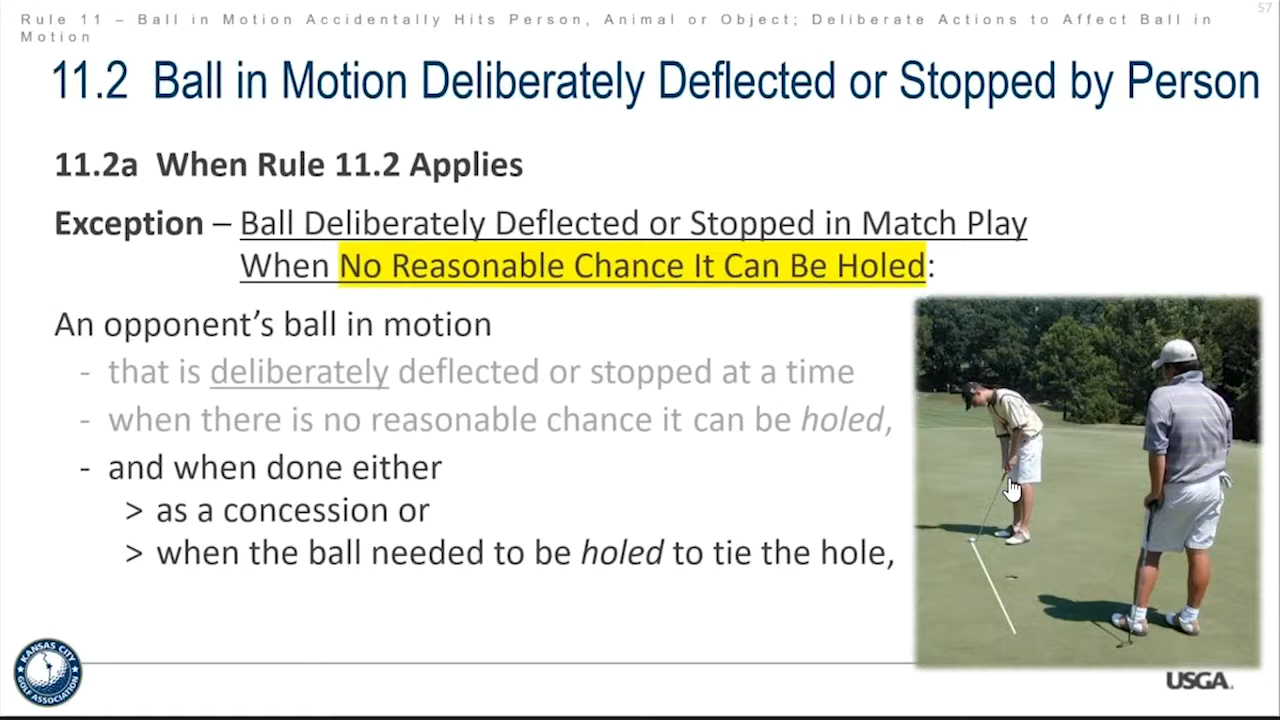 Rule 11 – Ball in Motion Accidentally Hits Person, Animal or Object; Deliberate Actions to Affect Ball in
Motion
57
11.2 Ball in Motion Deliberately Deflected or Stopped by Person
11.2a When Rule 11.2 Applies
Exception – Ball Deliberately Deflected or Stopped in Match Play
When No Reasonable Chance It Can Be Holed:
An opponent’s ball in motion
- that is deliberately deflected or stopped at a time
- when there is no reasonable chance it can be holed,
- and when done either
> as a concession or
> when the ball needed to be holed to tie the hole,
KANSAS CITY
GOLF ASSOCIATION
USGA.